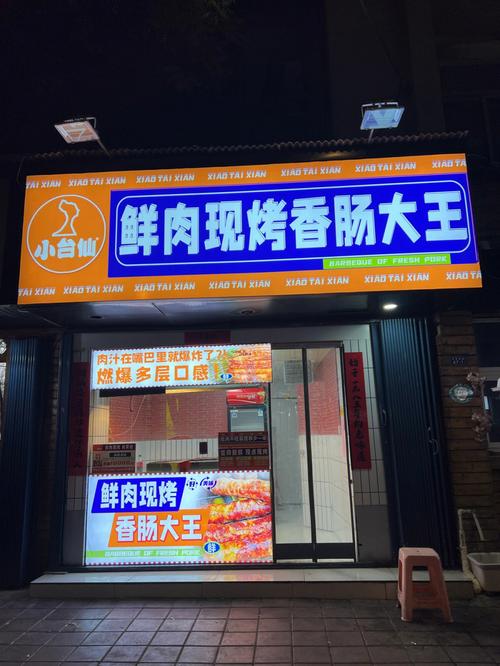 TAI XIAN XIAO TAI XIAN XIAO TAI XIAN XIAO TAI XIAN XIAO TAI XIAN XIAO TAI XIAN
小台仙
鲜肉现烤香肠大王
BARBEQUE OF FRESH PORK
TAI XIAN XIAO TAI XIAN XIAO TAI XIAN XIAO TAI XIAN XIAO TAI XIAN XIAO TAI XIAN
肉汁在嘴巴里就爆炸了?!
燃爆多层口感!
鲜
鲜肉现烤
香肠大王
BARBEQUE OF FRESH PORK
鲜